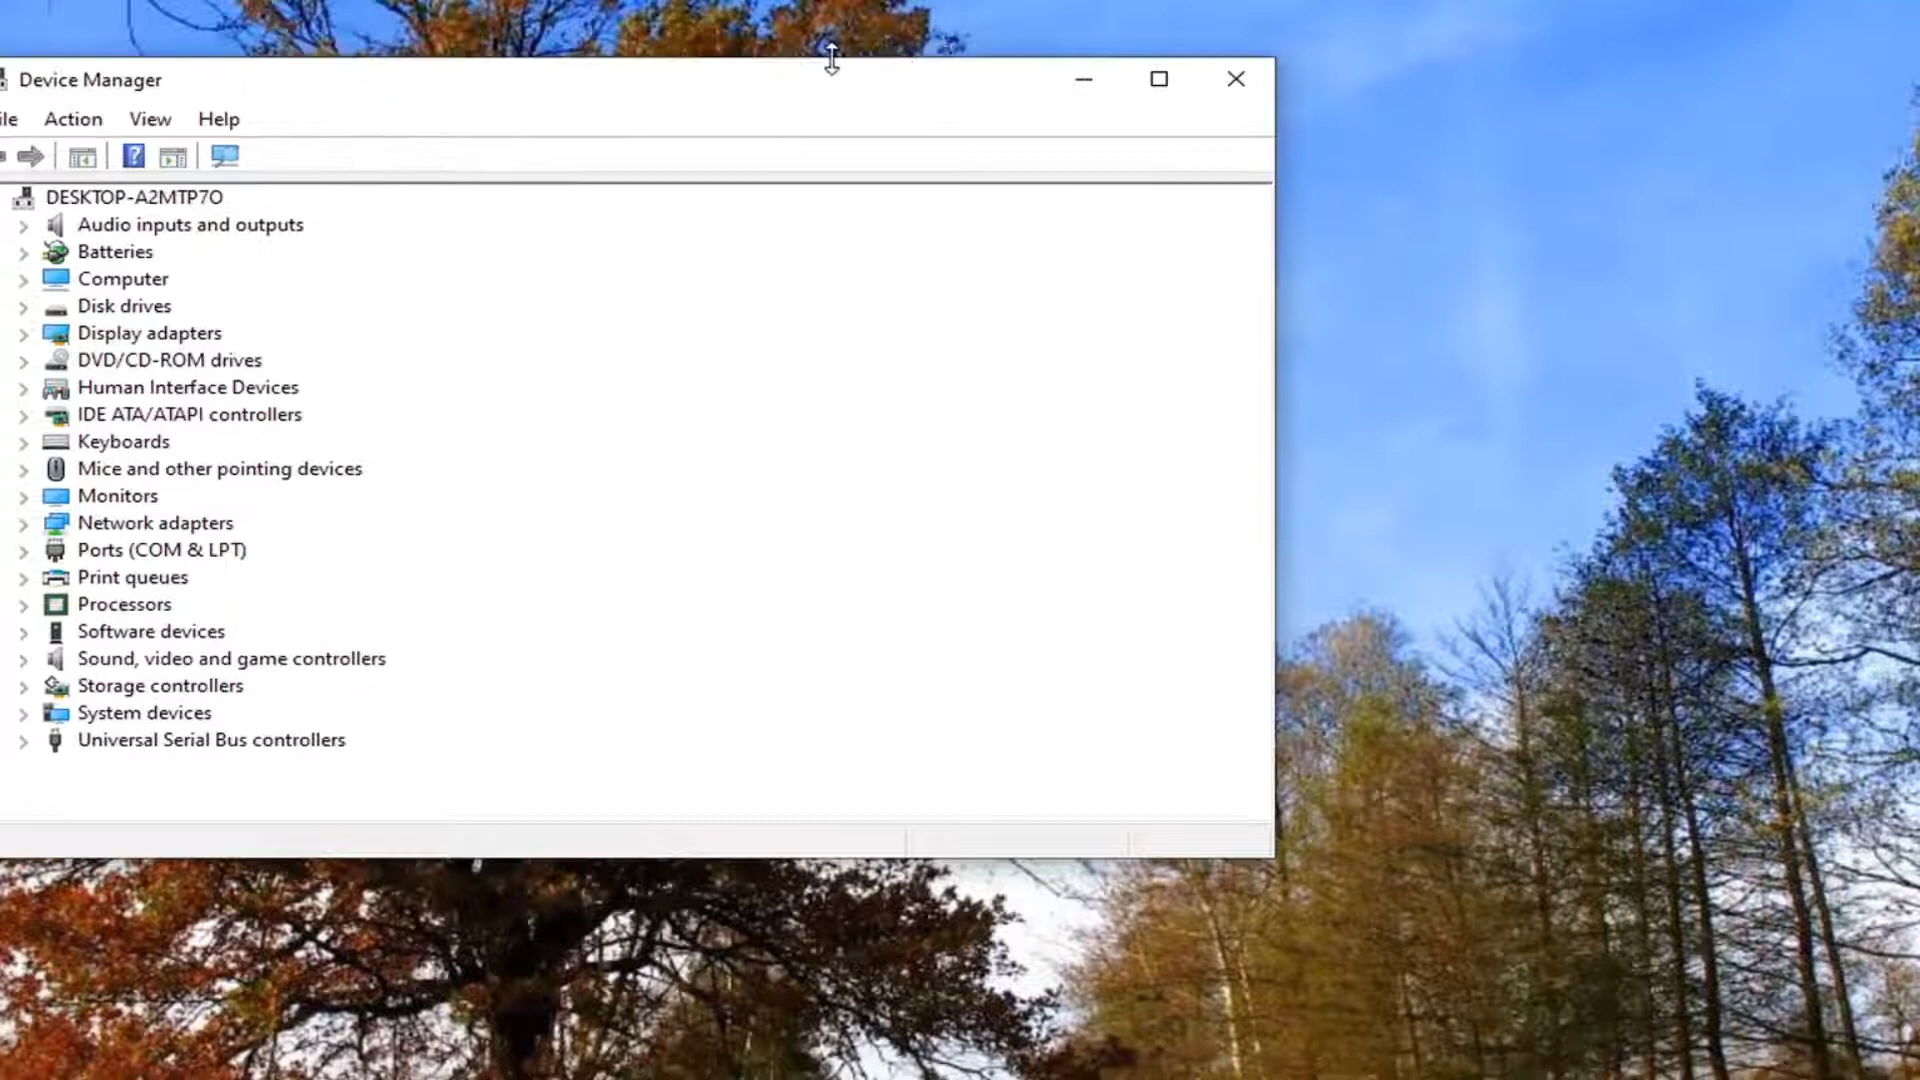 Device Manager
ile Action View Help
?
DESKTOP-A2MTP7O
Audio inputs and outputs
Batteries
Computer
Disk drives
Display adapters
DVD/CD-ROM drives
Human Interface Devices
IDE ATA/ATAPI controllers
Keyboards
Mice and other pointing devices
Monitors
Network adapters
Ports (COM & LPT)
Print queues
Processors
Software devices
Sound, video and game controllers
Storage controllers
System devices
Universal Serial Bus controllers